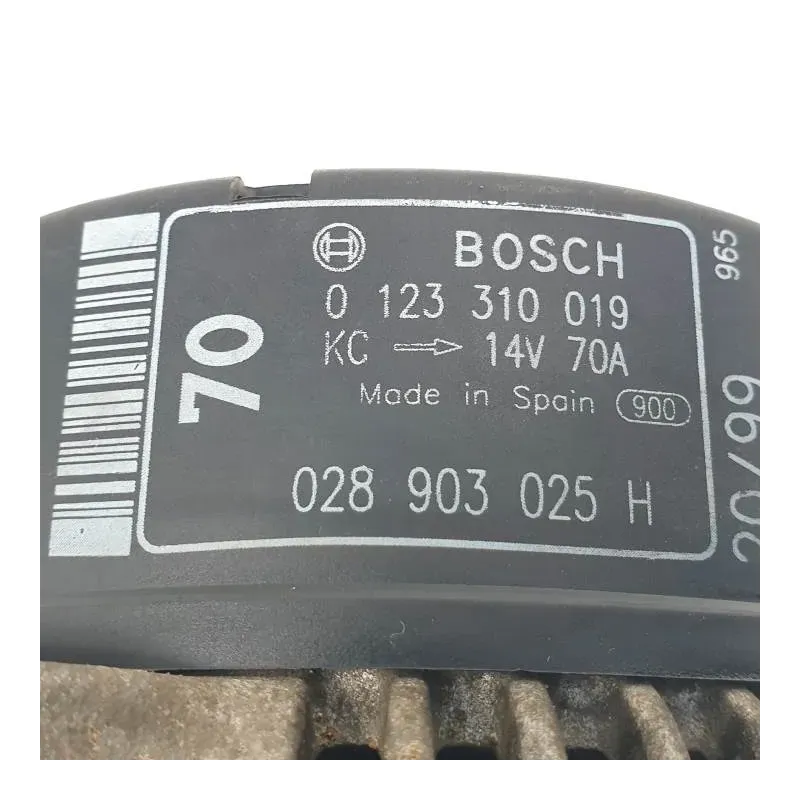 BOSCH
0 123 310 019
KC → 14V 70A
Made in Spain 900
028 903 025 H
70
965
20/99